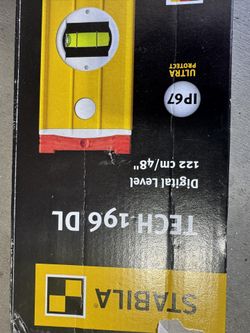 STABILA®
TECH 196 DL
Digital Level
122 cm/48"
IP67
ULTRA
PROTECT